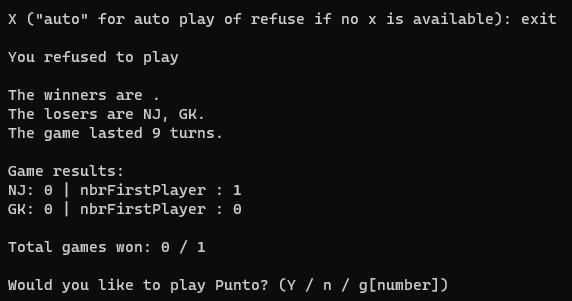 X ("auto" for auto play of refuse if no x is available): exit
You refused to play
The winners are .
The losers are NJ, GK.
The game lasted 9 turns.
Game results:
NJ: 0 | nbrFirstPlayer : 1
GK: 0 | nbrFirstPlayer : 0
Total games won: 0 / 1
Would you like to play Punto? (Y / n / g[number])